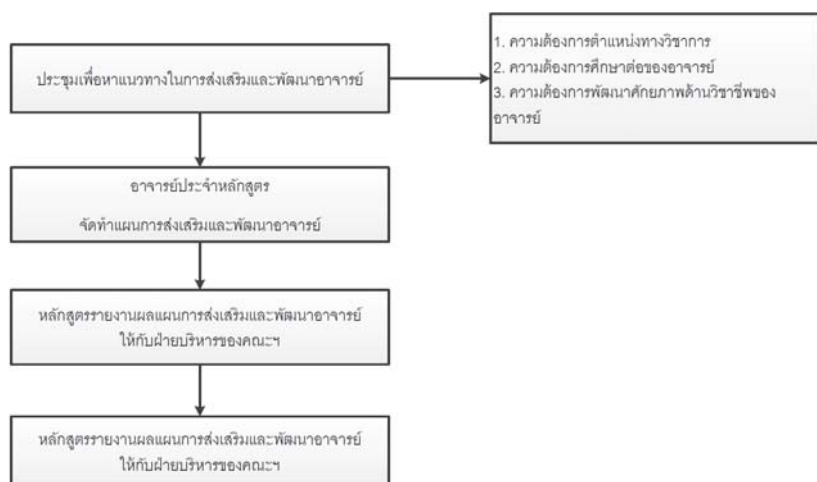 ประชุมเพื่อหาแนวทางในการส่งเสริมและพัฒนาอาจารย์
1. ความต้องการตำแหน่งทางวิชาการ
2. ความต้องการศึกษาต่อของอาจารย์
3. ความต้องการพัฒนาศักยภาพด้านวิชาชีพของ
อาจารย์
อาจารย์ประจำหลักสูตร
จัดทำแผนการส่งเสริมและพัฒนาอาจารย์
หลักสูตรรายงานผลแผนการส่งเสริมและพัฒนาอาจารย์
ให้กับฝ่ายบริหารของคณะฯ
หลักสูตรรายงานผลแผนการส่งเสริมและพัฒนาอาจารย์
ให้กับฝ่ายบริหารของคณะฯ